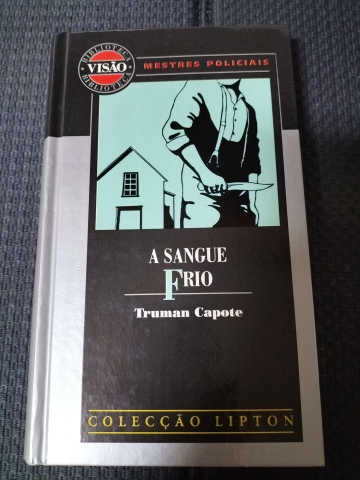 BIBLIOTECA
VISÃO
BIBLIOTECA
MESTRES POLICIAIS
A SANGUE
FRIO
Truman Capote
COLECÇÃO LIPTON